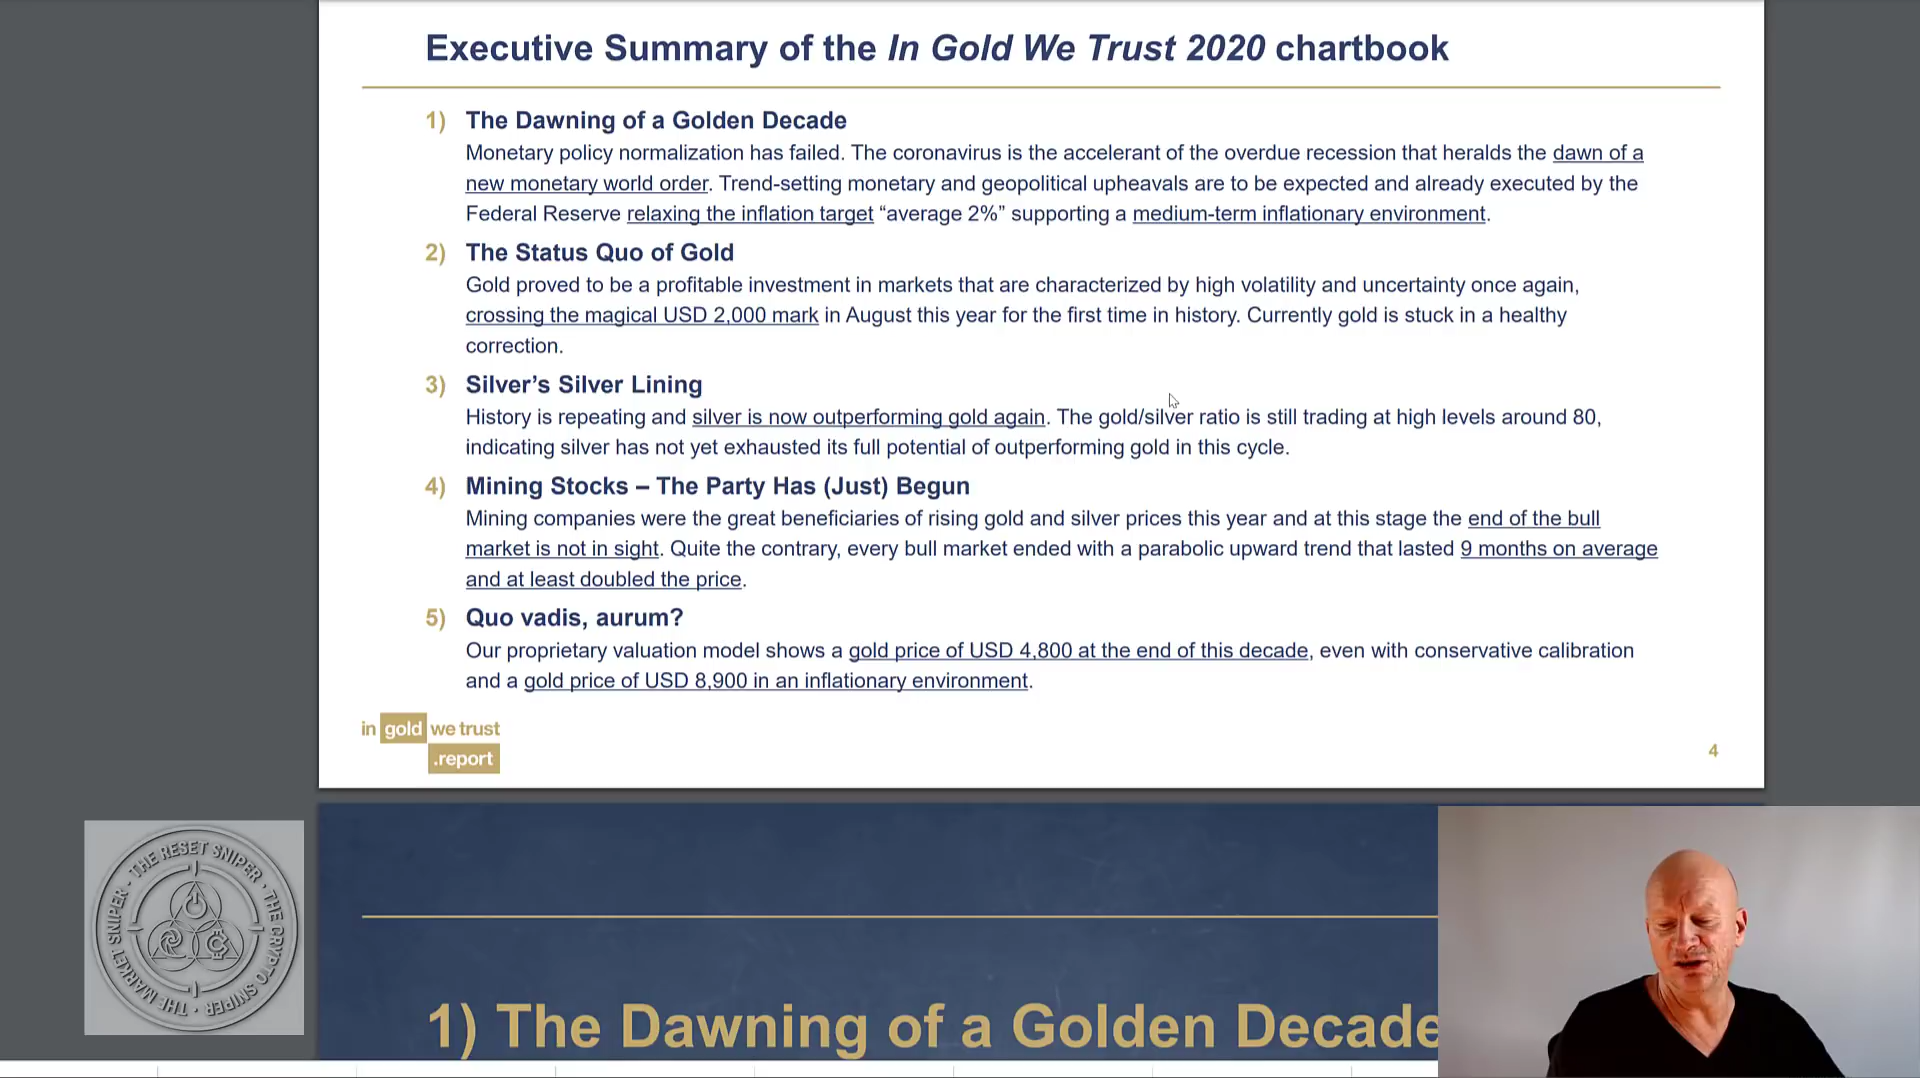 Executive Summary of the In Gold We Trust 2020 chartbook
1) The Dawning of a Golden Decade
Monetary policy normalization has failed. The coronavirus is the accelerant of the overdue recession that heralds the dawn of a
new monetary world order. Trend-setting monetary and geopolitical upheavals are to be expected and already executed by the
Federal Reserve relaxing the inflation target “average 2%” supporting a medium-term inflationary environment.
2) The Status Quo of Gold
Gold proved to be a profitable investment in markets that are characterized by high volatility and uncertainty once again,
crossing the magical USD 2,000 mark in August this year for the first time in history. Currently gold is stuck in a healthy
correction.
3) Silver’s Silver Lining
History is repeating and silver is now outperforming gold again. The gold/silver ratio is still trading at high levels around 80,
indicating silver has not yet exhausted its full potential of outperforming gold in this cycle.
4) Mining Stocks – The Party Has (Just) Begun
Mining companies were the great beneficiaries of rising gold and silver prices this year and at this stage the end of the bull
market is not in sight. Quite the contrary, every bull market ended with a parabolic upward trend that lasted 9 months on average
and at least doubled the price.
5) Quo vadis, aurum?
Our proprietary valuation model shows a gold price of USD 4,800 at the end of this decade, even with conservative calibration
and a gold price of USD 8,900 in an inflationary environment.
in gold we trust
.report
4
THE RESET SNIPER · THE CRYPTO SNIPER · THE MARKET SNIPER ·
1) The Dawning of a Golden Decade